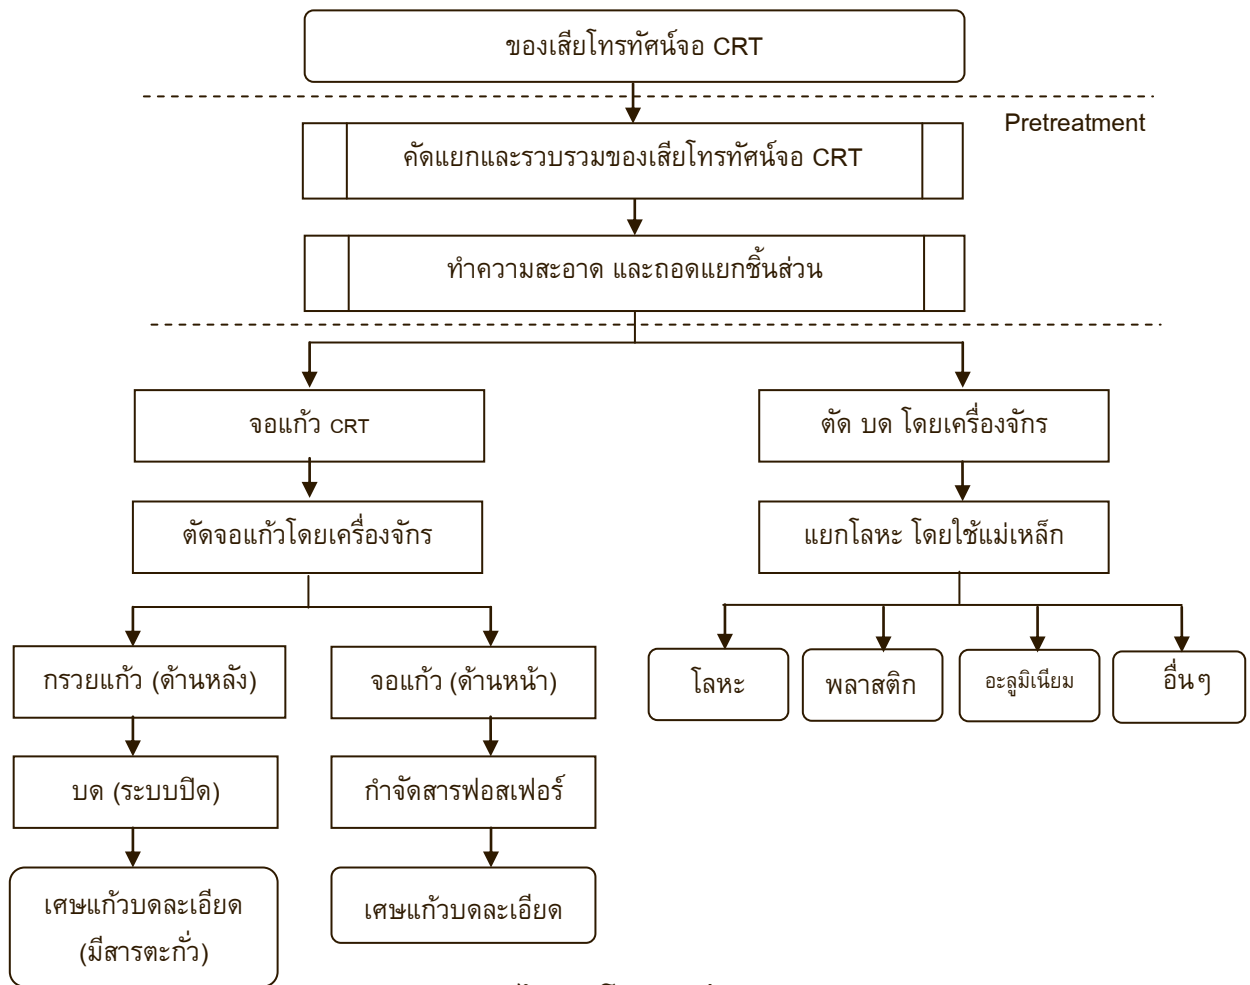 ของเสียโทรทัศน์จอ CRT
Pretreatment
คัดแยกและรวบรวมของเสียโทรทัศน์จอ CRT
ทำความสะอาด และถอดแยกชิ้นส่วน
จอแก้ว CRT
ตัด บด โดยเครื่องจักร
ตัดจอแก้วโดยเครื่องจักร
แยกโลหะ โดยใช้แม่เหล็ก
กรวยแก้ว (ด้านหลัง)
จอแก้ว (ด้านหน้า)
โลหะ
พลาสติก
อะลูมิเนียม
อื่นๆ
บด (ระบบปิด)
กำจัดสารฟอสเฟอร์
เศษแก้วบดละเอียด
(มีสารตะกั่ว)
เศษแก้วบดละเอียด